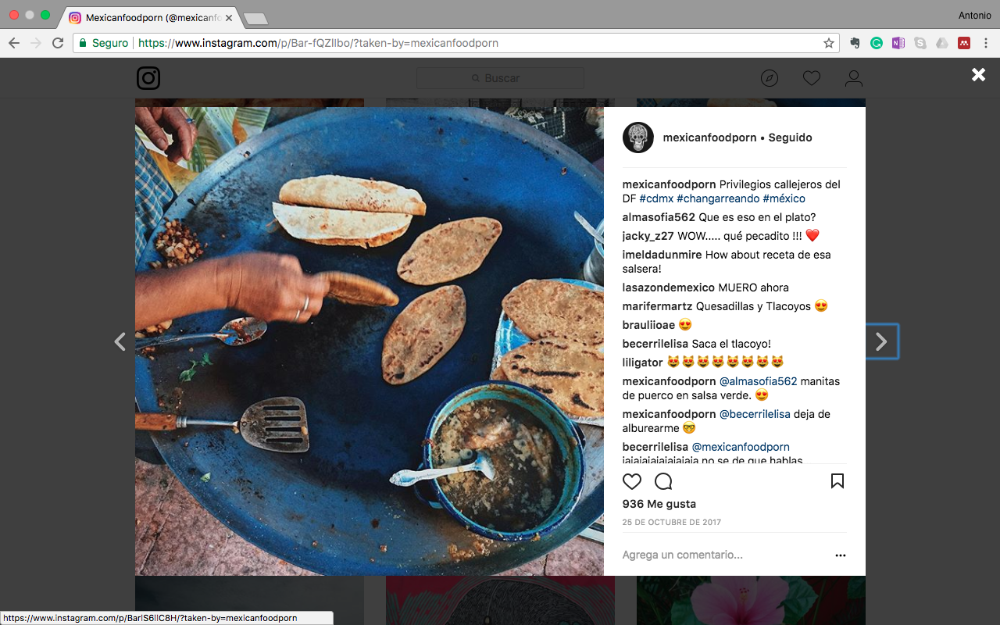 Mexicanfoodporn (@mexicanfo
Antonio
Seguro
https://www.instagram.com/p/Bar-fQZIlbo/?taken-by=mexicanfoodporn
Buscar
mexicanfoodporn • Seguido
mexicanfoodporn Privilegios callejeros del
DF #cdmx #changarreando #méxico
almasofia562 Que es eso en el plato?
jacky_z27 WOW..... qué pecadito !!! ❤️
imeldadunmire How about receta de esa
salsera!
lasazondemexico MUERO ahora
marifermartz Quesadillas y Tlacoyos 😍
brauliioae 😍
becerrilelisa Saca el tlacoyo!
liligator 😻😻😻😻😻😻😻😻
mexicanfoodporn @almasofia562 manitas
de puerco en salsa verde. 😍
mexicanfoodporn @becerrilelisa deja de
alburearme 🤓
becerrilelisa @mexicanfoodporn
jajajajajajajajaja no se de que hablas
936 Me gusta
25 DE OCTUBRE DE 2017
Agrega un comentario...
https://www.instagram.com/p/BarlS6llC8H/?taken-by=mexicanfoodporn